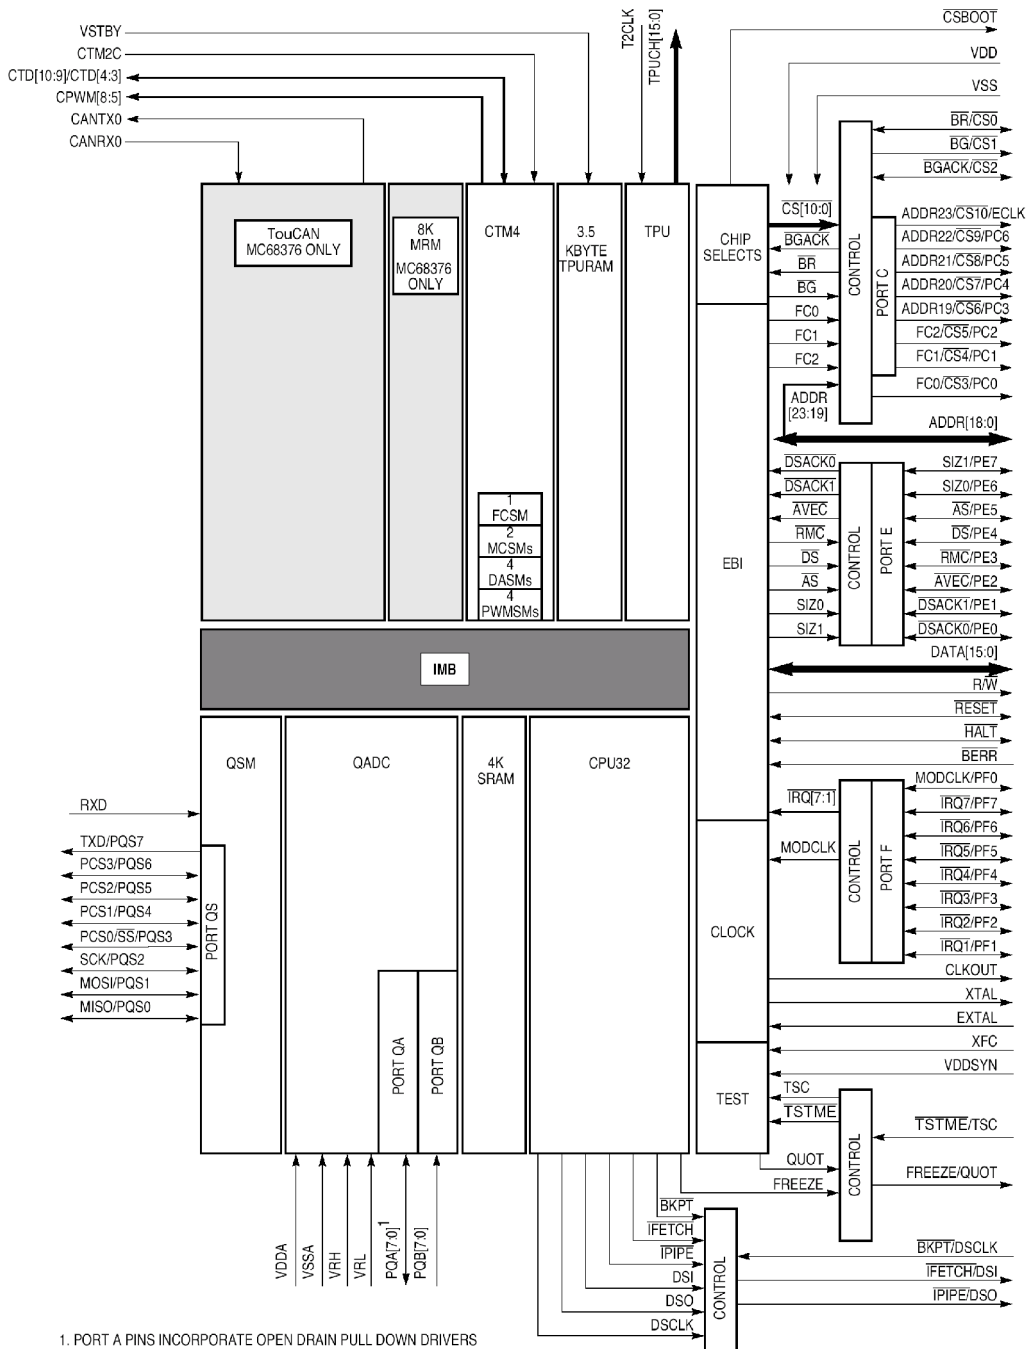 VSTBY
CTM2C
CTD[10:9]/CTD[4:3]
CPWM[8:5]
CANTX0
CANRX0
T2CLK
TPUCH[15:0]
CSBOOT
VDD
VSS
BR/CS0
BG/CS1
BGACK/CS2
ADDR23/CS10/ECLK
ADDR22/CS9/PC6
ADDR21/CS8/PC5
ADDR20/CS7/PC4
ADDR19/CS6/PC3
FC2/CS5/PC2
FC1/CS4/PC1
FC0/CS3/PC0
ADDR[18:0]
CONTROL
PORT C
CS[10:0]
BGACK
BR
BG
FC0
FC1
FC2
ADDR
[23:19]
TouCAN
MC68376 ONLY
8K
MRM
MC68376
ONLY
CTM4
3.5
KBYTE
TPURAM
TPU
CHIP
SELECTS
1
FCSM
2
MCSMs
4
DASMs
4
PWMSMs
EBI
DSACK0
DSACK1
AVEC
RMC
DS
AS
SIZ0
SIZ1
CONTROL
PORT E
SIZ1/PE7
SIZ0/PE6
AS/PE5
DS/PE4
RMC/PE3
AVEC/PE2
DSACK1/PE1
DSACK0/PE0
DATA[15:0]
R/W
RESET
HALT
BERR
IMB
QSM
QADC
4K
SRAM
CPU32
RXD
TXD/PQS7
PCS3/PQS6
PCS2/PQS5
PCS1/PQS4
PCS0/SS/PQS3
SCK/PQS2
MOSI/PQS1
MISO/PQS0
PORT QS
PORT QA
PORT QB
IRQ[7:1]
MODCLK
CONTROL
PORT F
MODCLK/PF0
IRQ7/PF7
IRQ6/PF6
IRQ5/PF5
IRQ4/PF4
IRQ3/PF3
IRQ2/PF2
IRQ1/PF1
CLOCK
CLKOUT
XTAL
EXTAL
XFC
VDDSYN
TEST
TSC
TSTME
QUOT
FREEZE
CONTROL
TSTME/TSC
FREEZE/QUOT
VDDA
VSSA
VRH
VRL
PQA[7:0]1
PQB[7:0]
BKPT
IFETCH
IPIPE
DSI
DSO
DSCLK
CONTROL
BKPT/DSCLK
IFETCH/DSI
IPIPE/DSO
1. PORT A PINS INCORPORATE OPEN DRAIN PULL DOWN DRIVERS